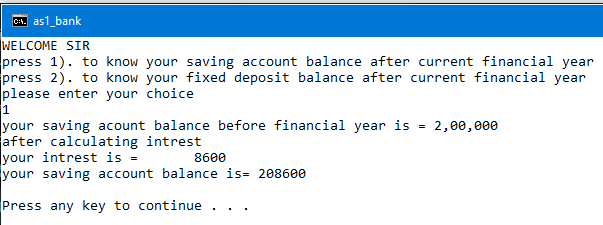 as1_bank
WELCOME SIR
press 1). to know your saving account balance after current financial year
press 2). to know your fixed deposit balance after current financial year
please enter your choice
1
your saving acount balance before financial year is = 2,00,000
after calculating intrest
your intrest is =       8600
your saving account balance is= 208600
Press any key to continue . . .